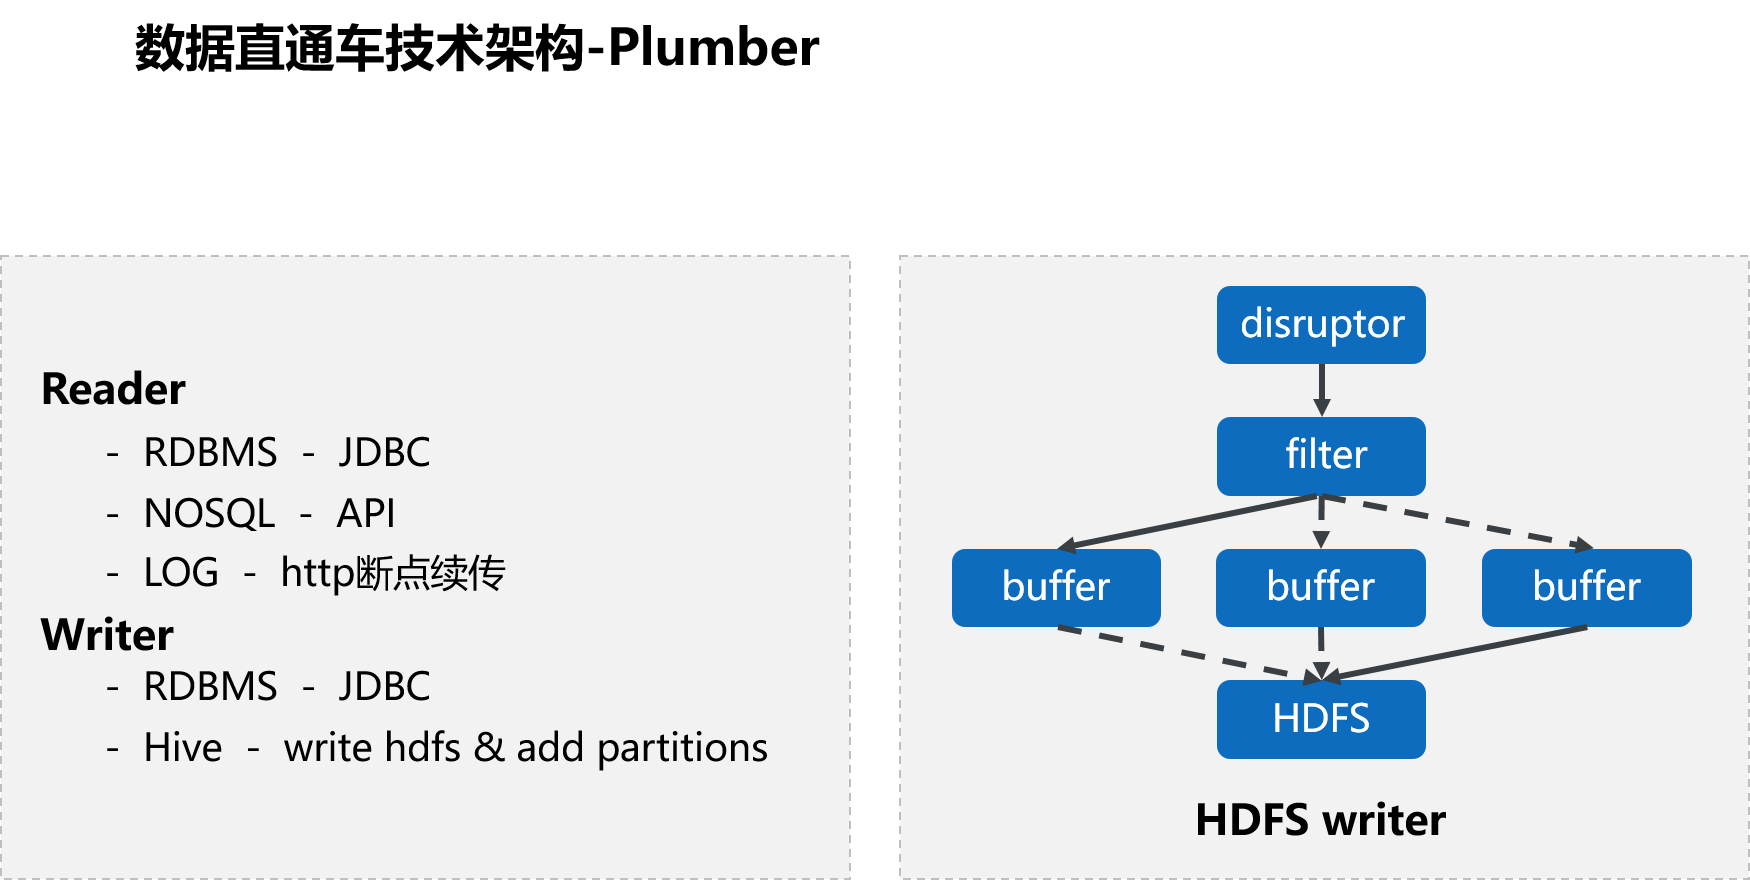 数据直通车技术架构-Plumber
Reader
- RDBMS - JDBC
- NOSQL - API
- LOG - http断点续传
Writer
- RDBMS - JDBC
- Hive - write hdfs & add partitions
disruptor
filter
buffer
buffer
buffer
HDFS
HDFS writer